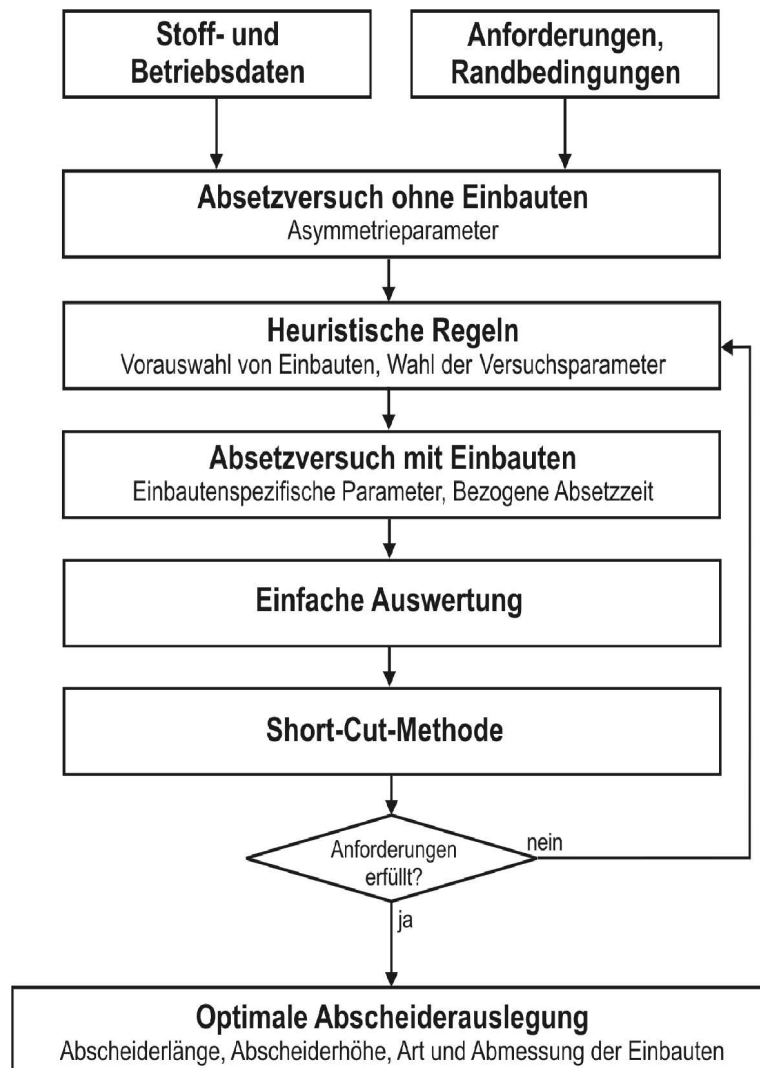 Stoff- und
Betriebsdaten
Anforderungen,
Randbedingungen
Absetzversuch ohne Einbauten
Asymmetrieparameter
Heuristische Regeln
Vorauswahl von Einbauten, Wahl der Versuchsparameter
Absetzversuch mit Einbauten
Einbautenspezifische Parameter, Bezogene Absetzzeit
Einfache Auswertung
Short-Cut-Methode
Anforderungen
erfüllt?
nein
ja
Optimale Abscheiderauslegung
Abscheiderlänge, Abscheiderhöhe, Art und Abmessung der Einbauten